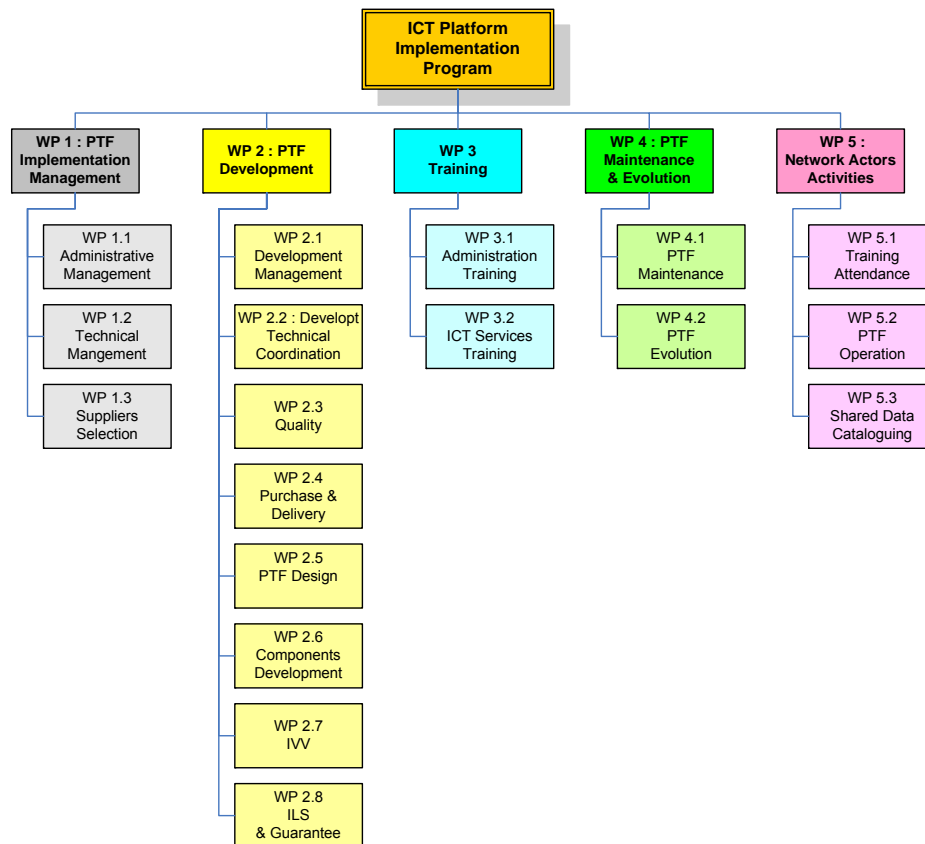 ICT Platform
Implementation
Program
WP 1 : PTF
Implementation
Management
WP 1.1
Administrative
Management
WP 1.2
Technical
Mangement
WP 1.3
Suppliers
Selection
WP 2 : PTF
Development
WP 2.1
Development
Management
WP 2.2 : Developt
Technical
Coordination
WP 2.3
Quality
WP 2.4
Purchase &
Delivery
WP 2.5
PTF Design
WP 2.6
Components
Development
WP 2.7
IVV
WP 2.8
ILS
& Guarantee
WP 3
Training
WP 3.1
Administration
Training
WP 3.2
ICT Services
Training
WP 4 : PTF
Maintenance
& Evolution
WP 4.1
PTF
Maintenance
WP 4.2
PTF
Evolution
WP 5 :
Network Actors
Activities
WP 5.1
Training
Attendance
WP 5.2
PTF
Operation
WP 5.3
Shared Data
Cataloguing